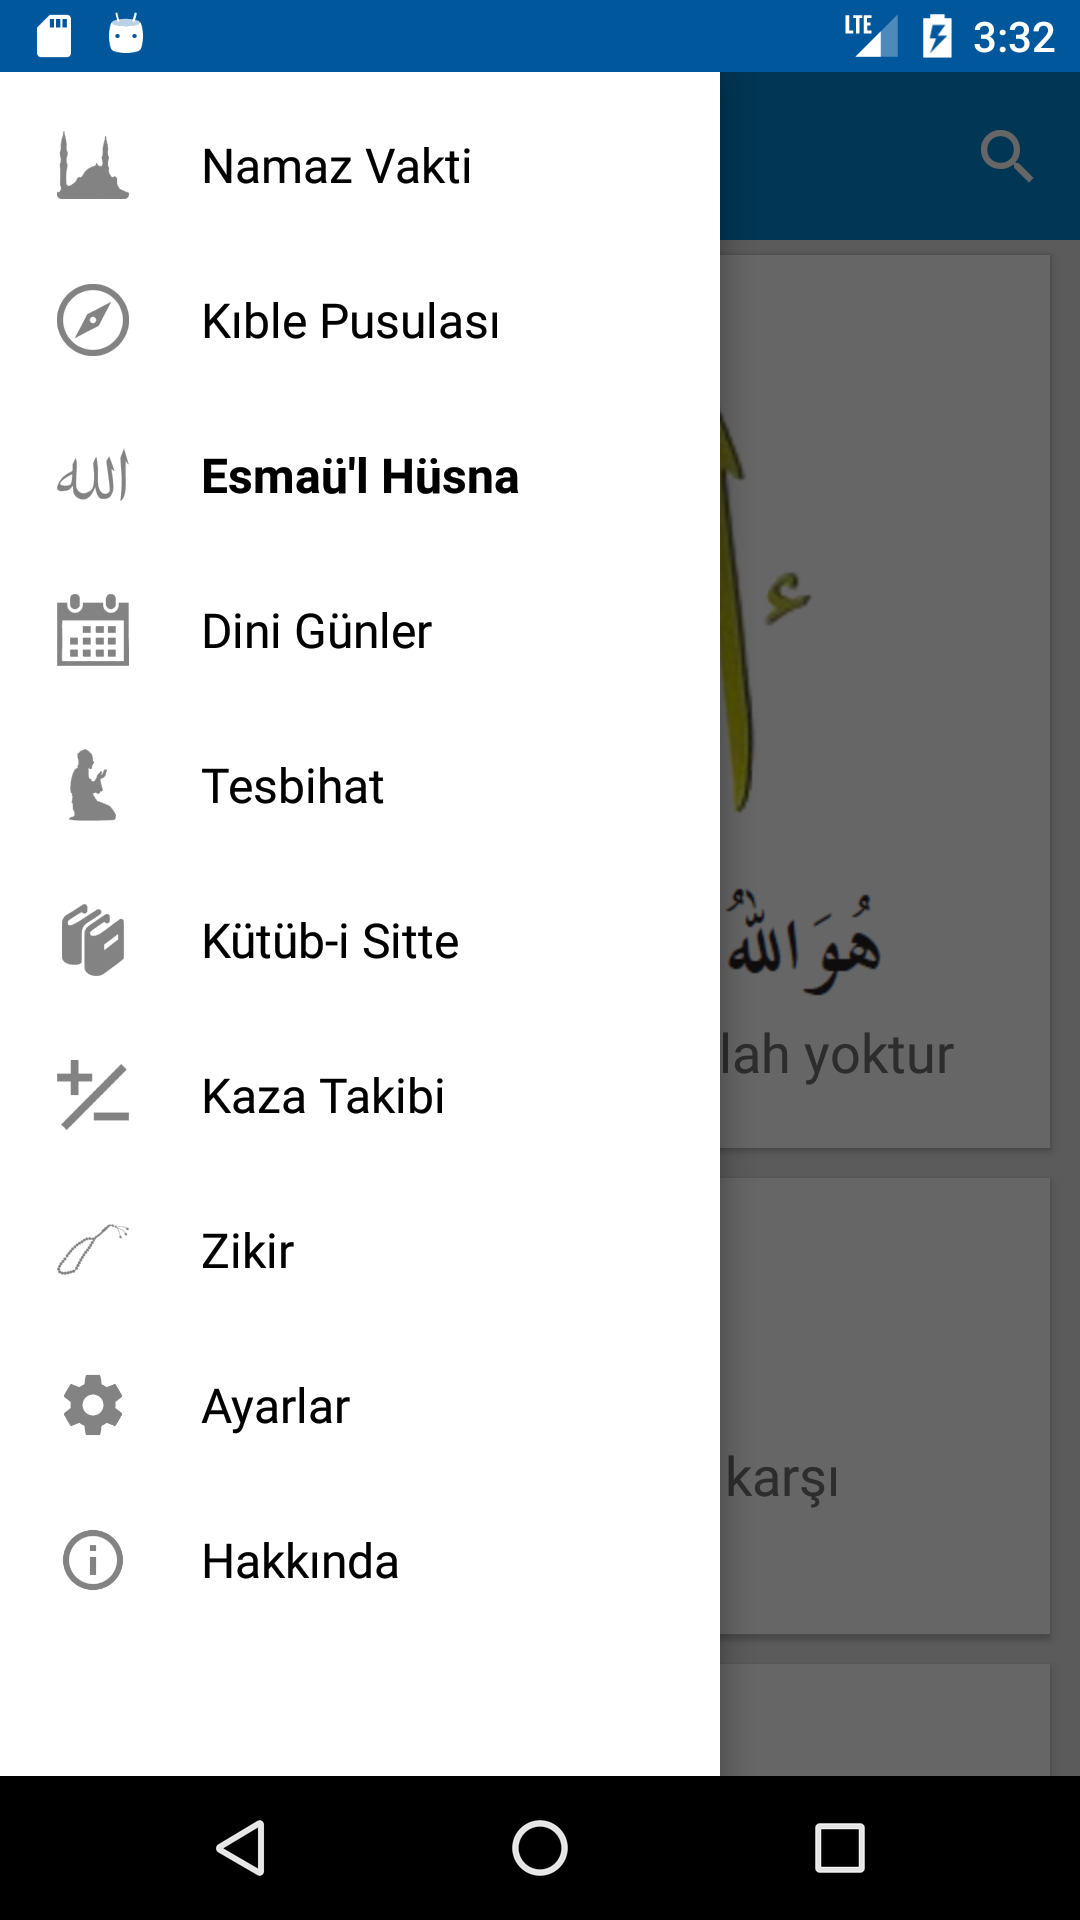 LTE 3:32
Namaz Vakti
Kıble Pusulası
Esmaü'l Hüsna
Dini Günler
Tesbihat
هُوَ اللّٰهُ
Kütüb-i Sitte
lah yoktur
Kaza Takibi
Zikir
Ayarlar
karşı
Hakkında